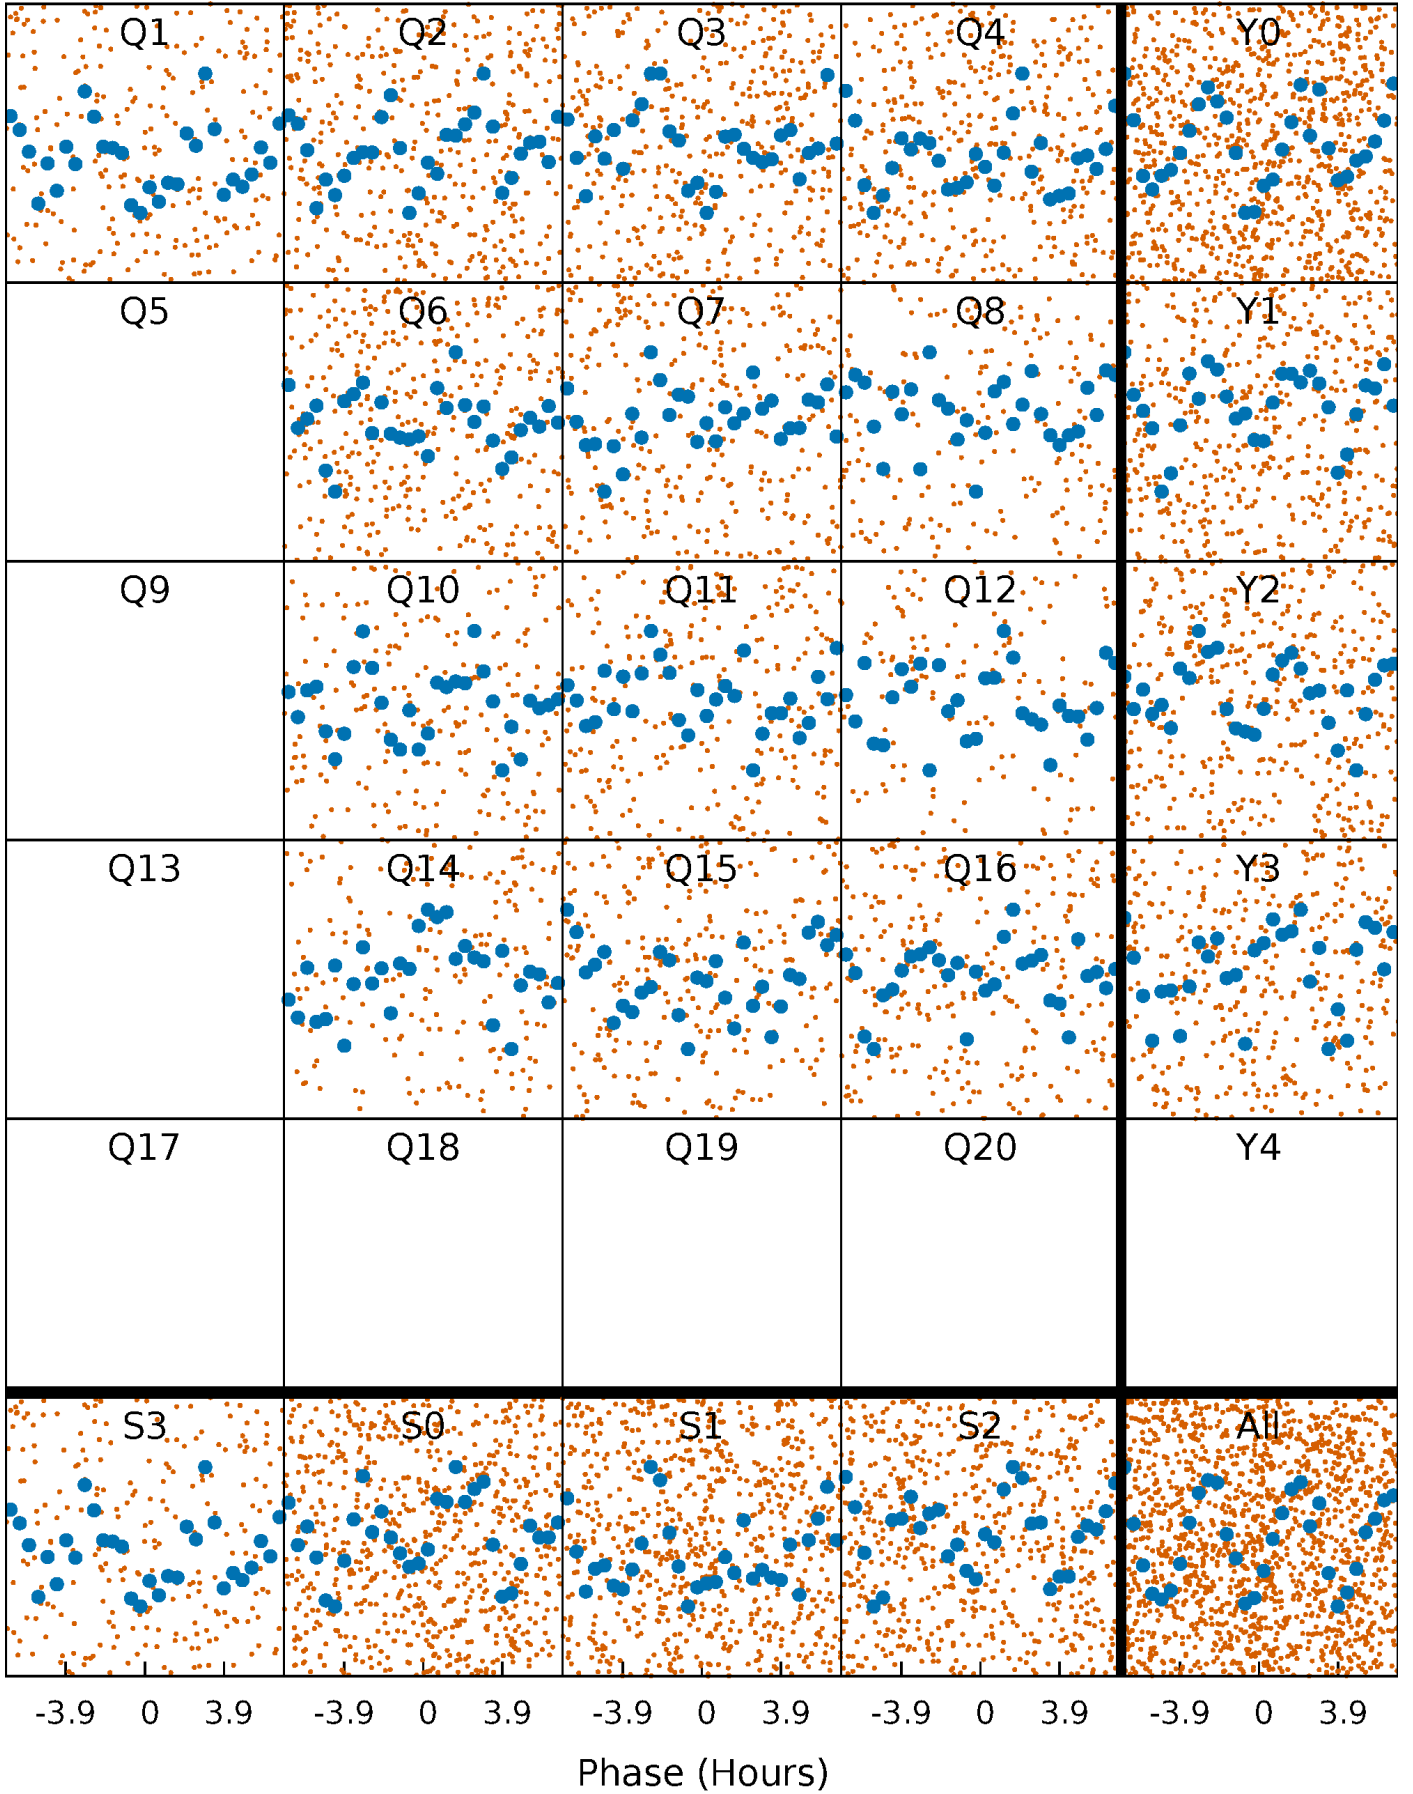 Q1 Q2 Q3 Q4 Y0
Q5 Q6 Q7 Q8 Y1
Q9 Q10 Q11 Q12 Y2
Q13 Q14 Q15 Q16 Y3
Q17 Q18 Q19 Q20 Y4
S3 S0 S1 S2 All
-3.9 0 3.9 -3.9 0 3.9 -3.9 0 3.9 -3.9 0 3.9 -3.9 0 3.9
Phase (Hours)